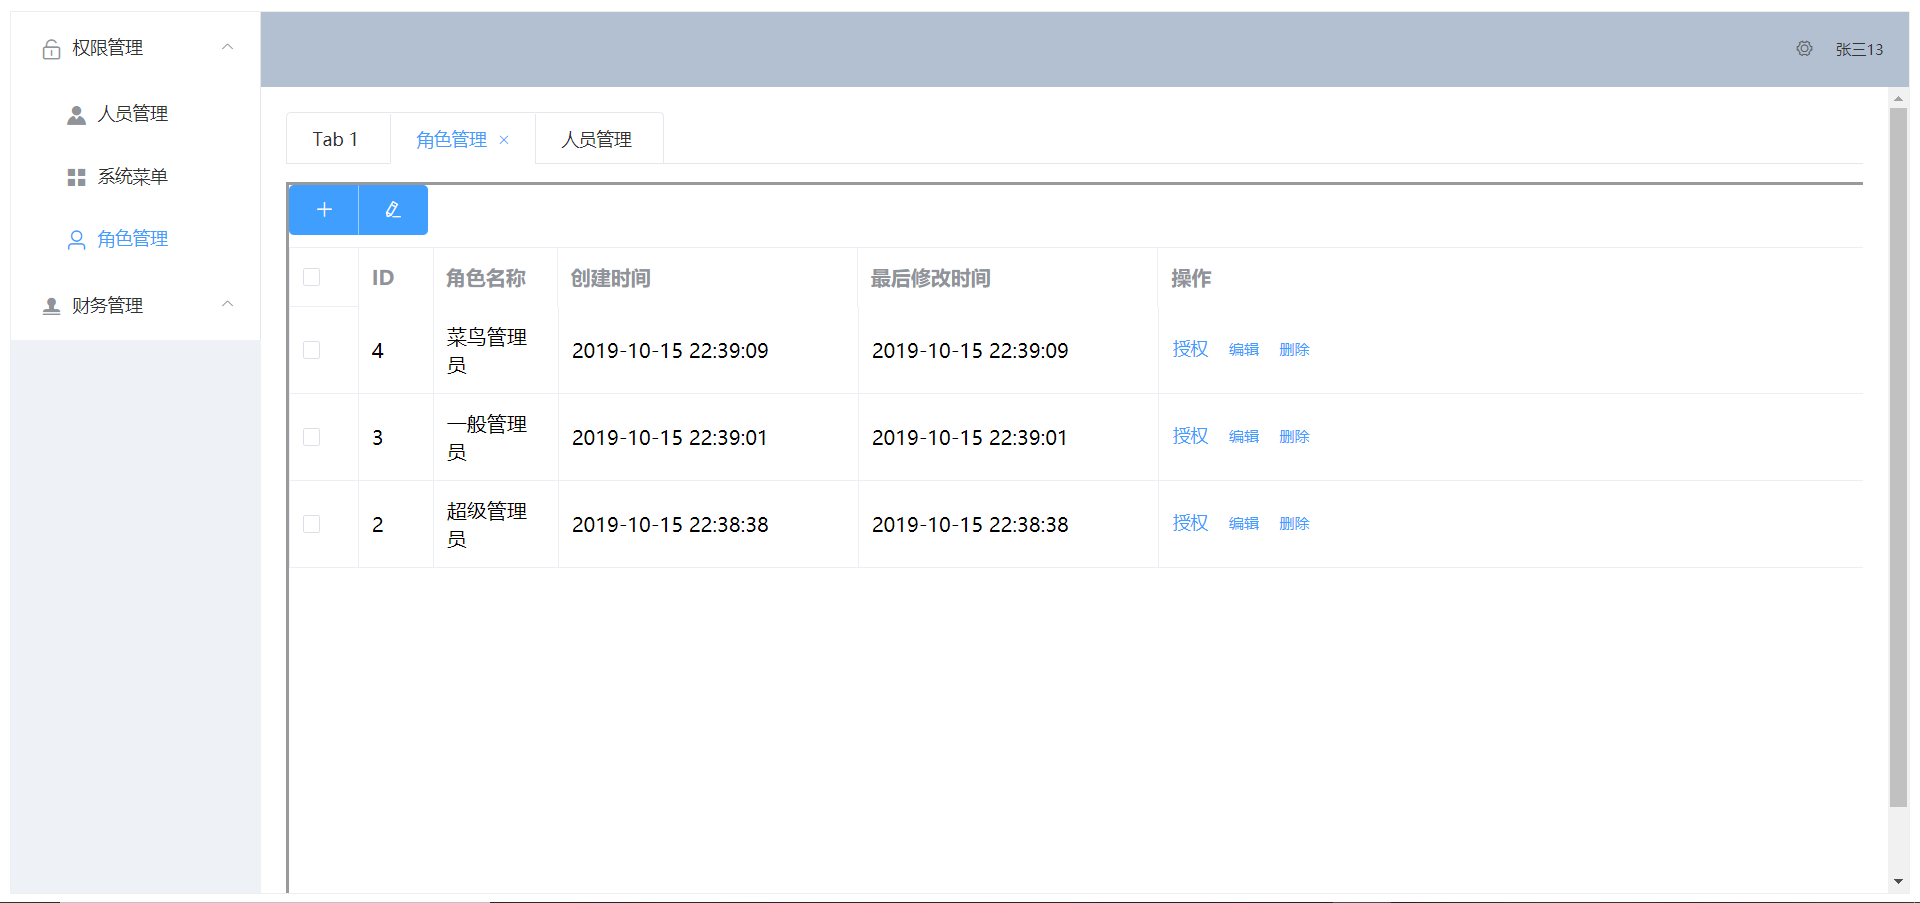 权限管理
人员管理
系统菜单
角色管理
财务管理
张三13
Tab 1 角色管理 × 人员管理
ID 角色名称 创建时间 最后修改时间 操作
4 菜鸟管理员 2019-10-15 22:39:09 2019-10-15 22:39:09 授权 编辑 删除
3 一般管理员 2019-10-15 22:39:01 2019-10-15 22:39:01 授权 编辑 删除
2 超级管理员 2019-10-15 22:38:38 2019-10-15 22:38:38 授权 编辑 删除